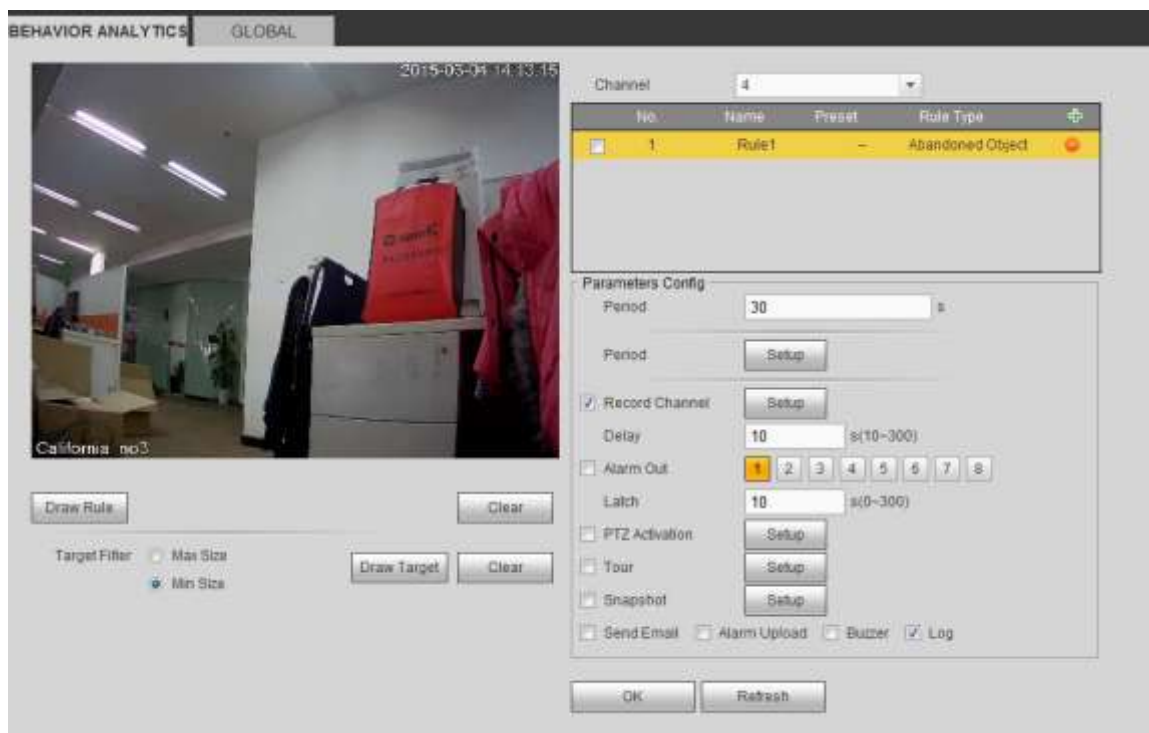 BEHAVIOR ANALYTICS GLOBAL
2015-03-04 14:13:15
California no3
Draw Rule
Clear
Target Filter
Max Size
Min Size
Draw Target
Clear
Channel 4
No. Name Preset Rule Type
1 Rule1 – Abandoned Object
Parameters Config
Period 30 s
Period Setup
Record Channel Setup
Delay 10 s(10~300)
Alarm Out 1 2 3 4 5 6 7 8
Latch 10 s(0~300)
PTZ Activation Setup
Tour Setup
Snapshot Setup
Send Email Alarm Upload Buzzer Log
OK Refresh